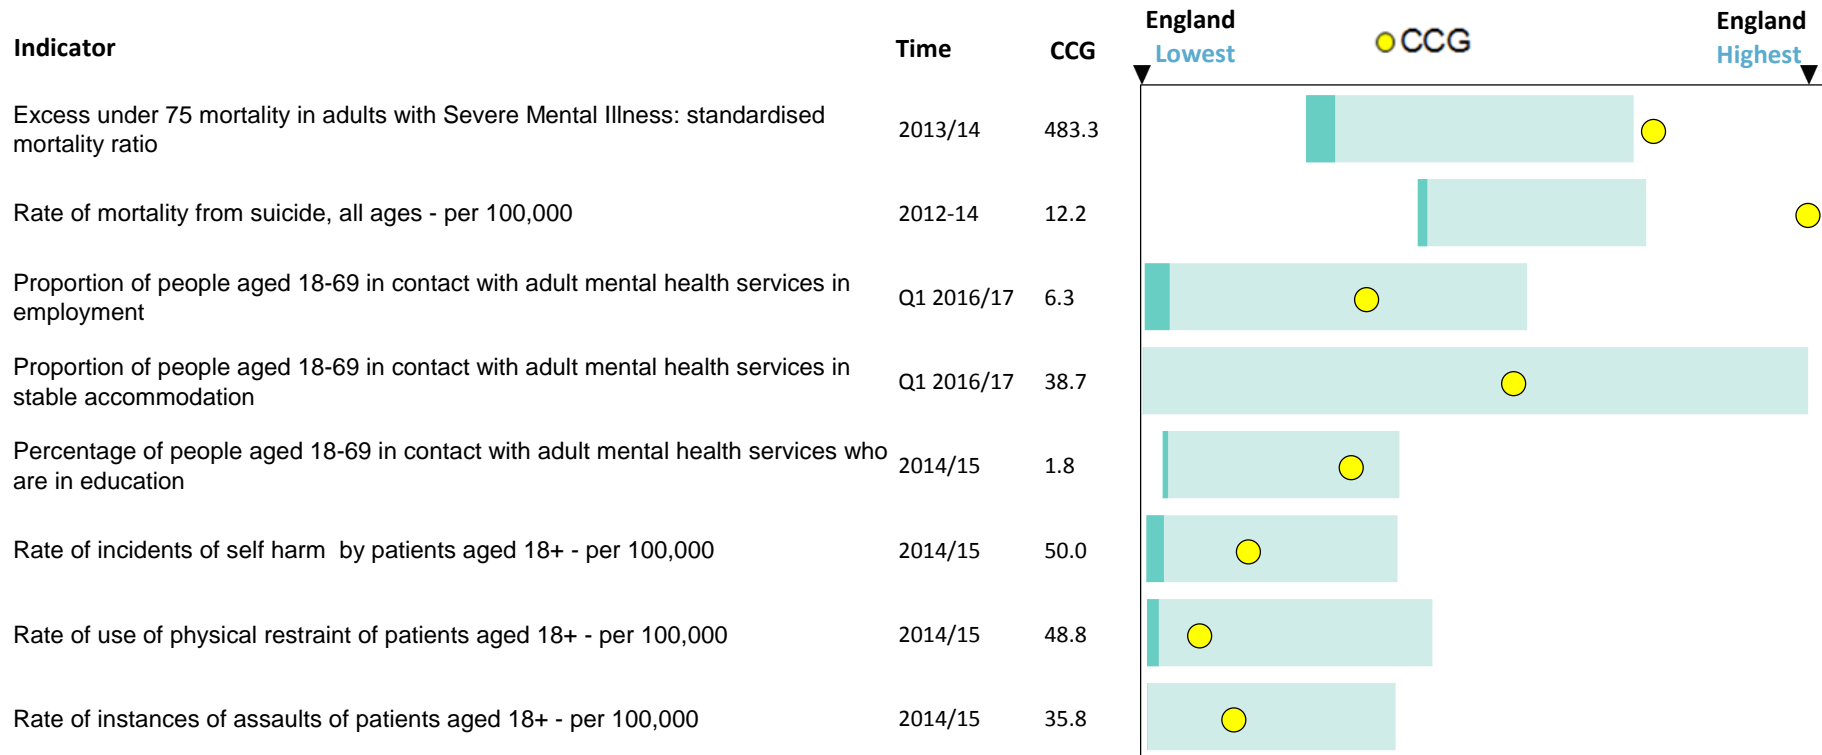 England
England
Indicator Time CCG Lowest CCG Highest
Excess under 75 mortality in adults with Severe Mental Illness: standardised
mortality ratio
2013/14 483.3
Rate of mortality from suicide, all ages - per 100,000 2012-14 12.2
Proportion of people aged 18-69 in contact with adult mental health services in
employment
Q1 2016/17 6.3
Proportion of people aged 18-69 in contact with adult mental health services in
stable accommodation
Q1 2016/17 38.7
Percentage of people aged 18-69 in contact with adult mental health services who
are in education
2014/15 1.8
Rate of incidents of self harm  by patients aged 18+ - per 100,000 2014/15 50.0
Rate of use of physical restraint of patients aged 18+ - per 100,000 2014/15 48.8
Rate of instances of assaults of patients aged 18+ - per 100,000 2014/15 35.8